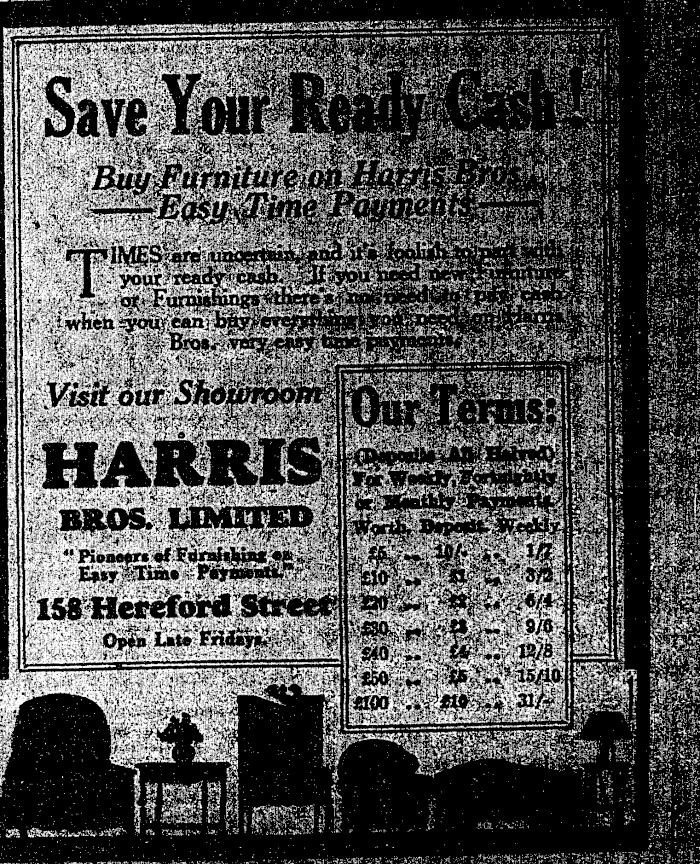 Save Your Ready Cash!
Buy Furniture on Harris Bros.
Easy Time Payments
TIMES are uncertain, and it's foolish to part with
your ready cash. If you need new Furniture
or Furnishings there's no need to pay cash
when you can buy everything you need on Harris
Bros. very easy time payments.
Visit our Showroom
HARRIS
BROS. LIMITED
"Pioneers of Furnishing on
Easy Time Payments."
158 Hereford Street
Open Late Fridays.
Our Terms:
(Deposits All Halved)
For Weekly, Fortnightly
or Monthly Payments.
Worth. Deposit. Weekly.
£5 .. 10/- .. 1/7
£10 .. £1 .. 3/2
£20 .. £2 .. 6/4
£30 .. £3 .. 9/6
£40 .. £4 .. 12/8
£50 .. £5 .. 15/10
£100 .. £10 .. 31/-